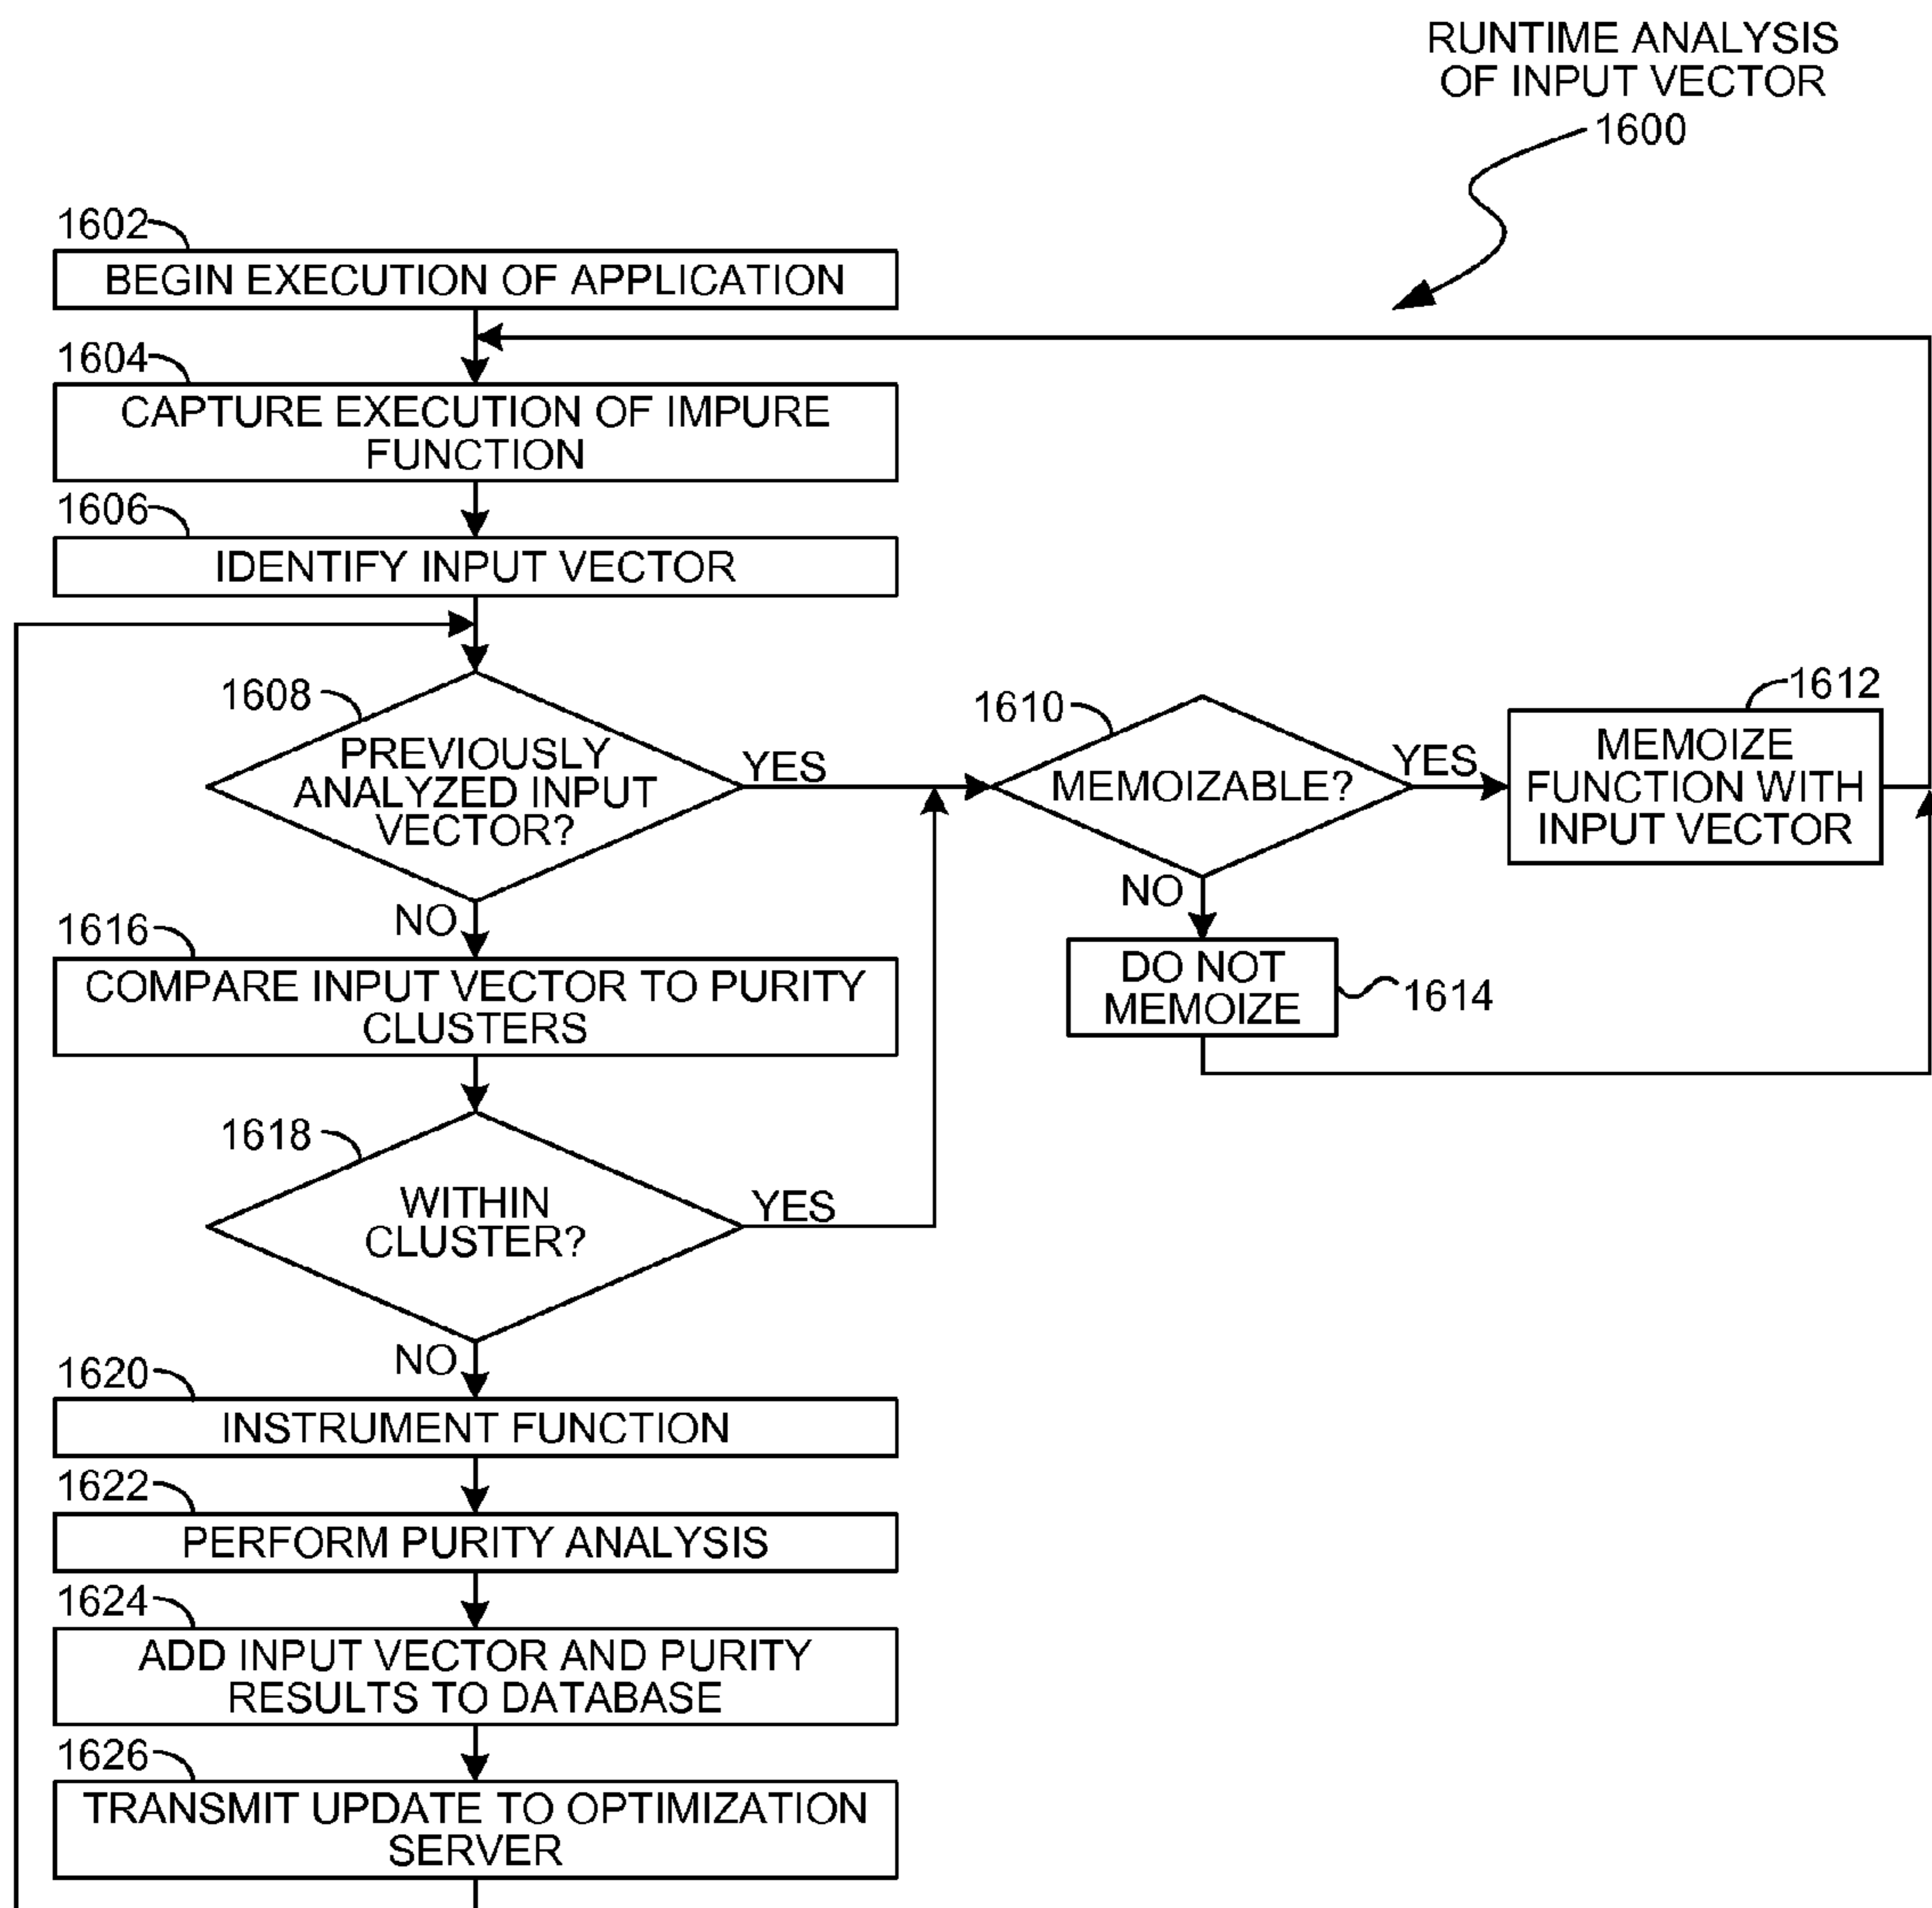 RUNTIME ANALYSIS
OF INPUT VECTOR
1600
1602
BEGIN EXECUTION OF APPLICATION
1604
CAPTURE EXECUTION OF IMPURE
FUNCTION
1606
IDENTIFY INPUT VECTOR
1608
PREVIOUSLY
ANALYZED INPUT
VECTOR?
YES
NO
1610
MEMOIZABLE?
YES
NO
1612
MEMOIZE
FUNCTION WITH
INPUT VECTOR
DO NOT
MEMOIZE
1614
1616
COMPARE INPUT VECTOR TO PURITY
CLUSTERS
1618
WITHIN
CLUSTER?
YES
NO
1620
INSTRUMENT FUNCTION
1622
PERFORM PURITY ANALYSIS
1624
ADD INPUT VECTOR AND PURITY
RESULTS TO DATABASE
1626
TRANSMIT UPDATE TO OPTIMIZATION
SERVER